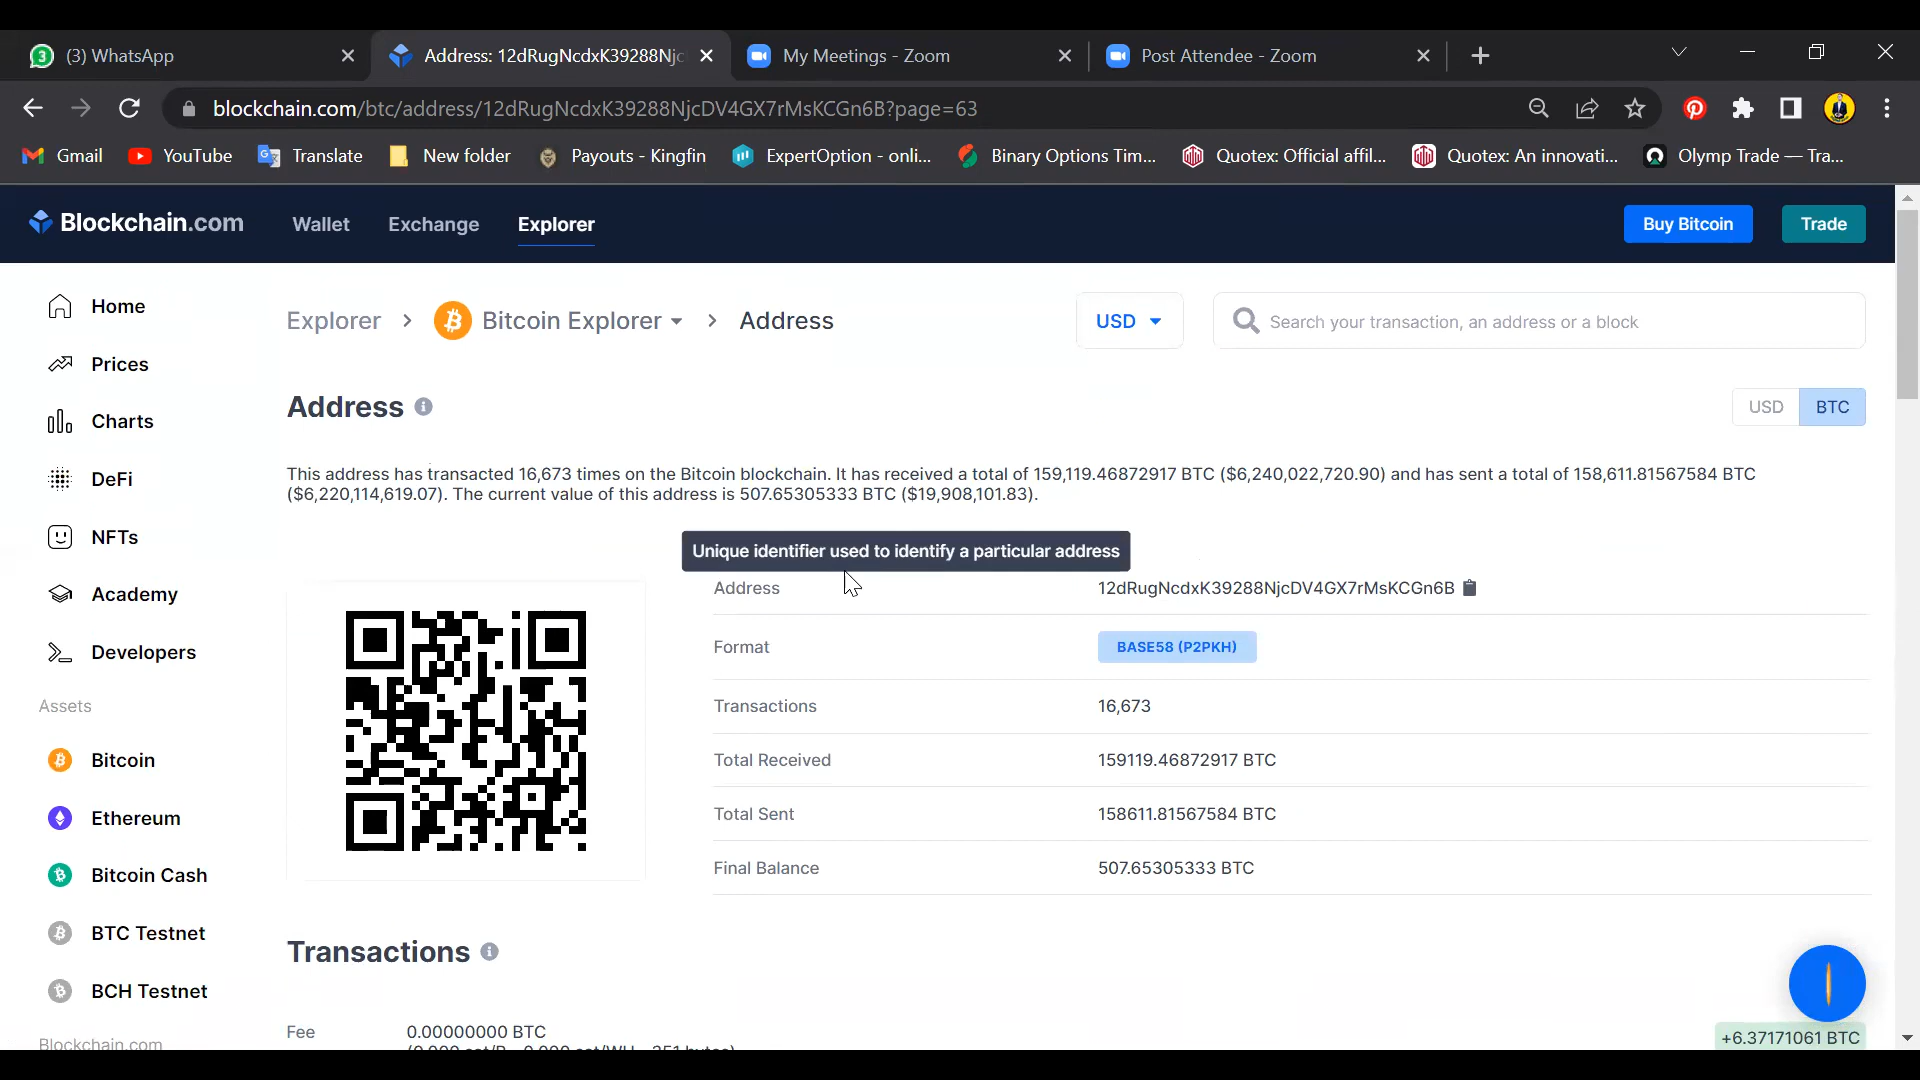 (3) WhatsApp
Address: 12dRugNcdxK39288Njc
My Meetings - Zoom
Post Attendee - Zoom
blockchain.com/btc/address/12dRugNcdxK39288NjcDV4GX7rMsKCGn6B?page=63
Gmail
YouTube
Translate
New folder
Payouts - Kingfin
ExpertOption - onli...
Binary Options Tim...
Quotex: Official affil...
Quotex: An innovati...
Olymp Trade — Tra...
Blockchain.com
Wallet
Exchange
Explorer
Buy Bitcoin
Trade
Home
Prices
Charts
DeFi
NFTs
Academy
Developers
Assets
Bitcoin
Ethereum
Bitcoin Cash
BTC Testnet
BCH Testnet
Blockchain.com
Explorer > Bitcoin Explorer > Address
USD
Search your transaction, an address or a block
Address
USD BTC
This address has transacted 16,673 times on the Bitcoin blockchain. It has received a total of 159,119.46872917 BTC ($6,240,022,720.90) and has sent a total of 158,611.81567584 BTC
($6,220,114,619.07). The current value of this address is 507.65305333 BTC ($19,908,101.83).
Unique identifier used to identify a particular address
Address 12dRugNcdxK39288NjcDV4GX7rMsKCGn6B
Format BASE58 (P2PKH)
Transactions 16,673
Total Received 159119.46872917 BTC
Total Sent 158611.81567584 BTC
Final Balance 507.65305333 BTC
Transactions
Fee 0.00000000 BTC
+6.37171061 BTC